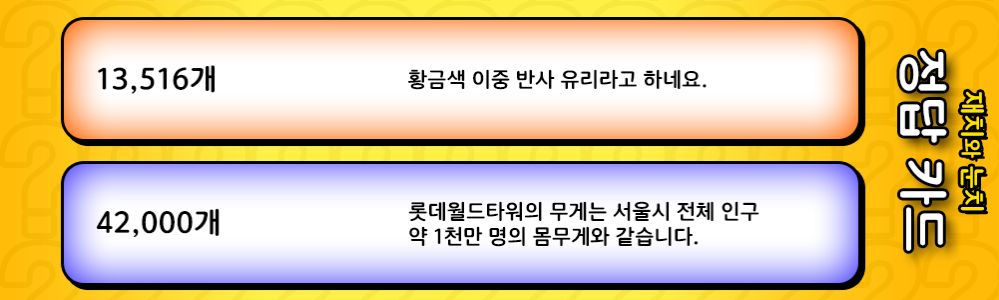 13,516개
황금색 이중 반사 유리라고 하네요.
42,000개
롯데월드타워의 무게는 서울시 전체 인구
약 1천만 명의 몸무게와 같습니다.
재치와 눈치
정답 카드